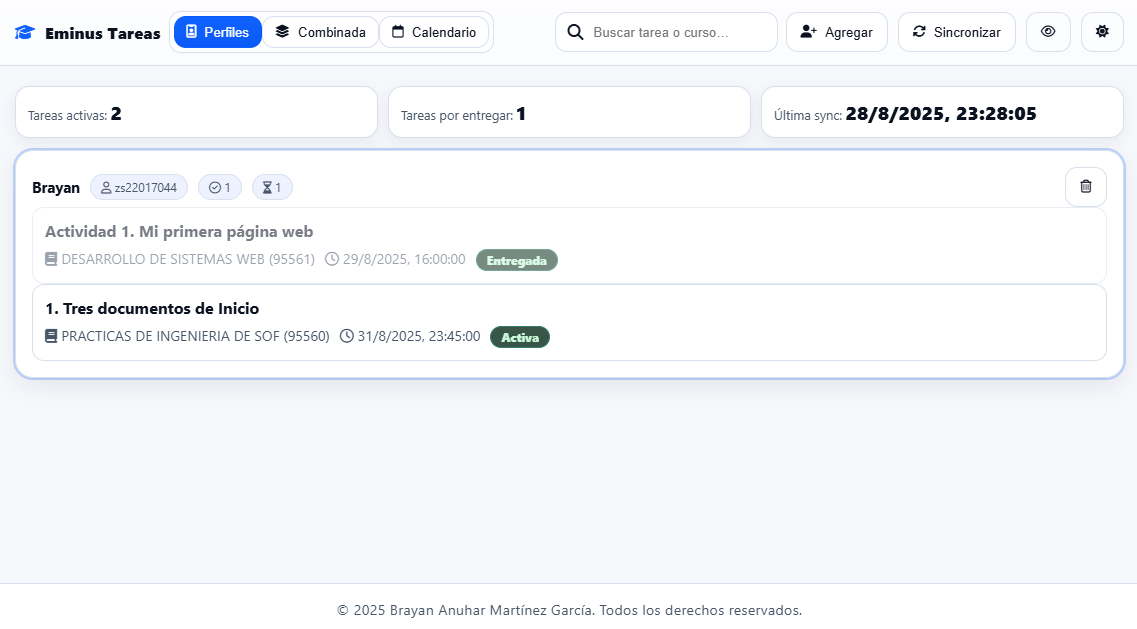 Eminus Tareas Perfiles Combinada Calendario Buscar tarea o curso... Agregar Sincronizar
Tareas activas: 2 Tareas por entregar: 1 Última sync: 28/8/2025, 23:28:05
Brayan zs22017044 1 1
Actividad 1. Mi primera página web
DESARROLLO DE SISTEMAS WEB (95561) 29/8/2025, 16:00:00 Entregada
1. Tres documentos de Inicio
PRACTICAS DE INGENIERIA DE SOF (95560) 31/8/2025, 23:45:00 Activa
© 2025 Brayan Anuhar Martínez García. Todos los derechos reservados.